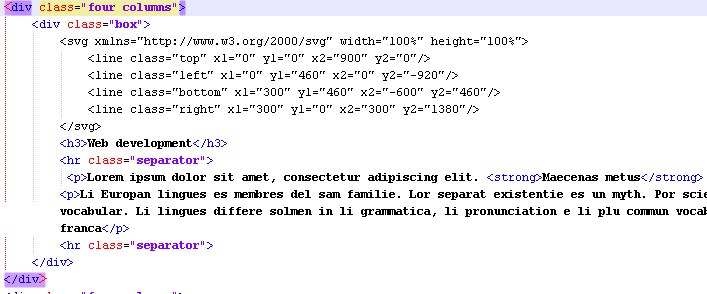 <div class="four columns">
<div class="box">
<svg xmlns="http://www.w3.org/2000/svg" width="100%" height="100%">
<line class="top" x1="0" y1="0" x2="900" y2="0"/>
<line class="left" x1="0" y1="460" x2="0" y2="-920"/>
<line class="bottom" x1="300" y1="460" x2="-600" y2="460"/>
<line class="right" x1="300" y1="0" x2="300" y2="1380"/>
</svg>
<h3>Web development</h3>
<hr class="separator">
<p>Lorem ipsum dolor sit amet, consectetur adipiscing elit. <strong>Maecenas metus</strong>
<p>Li Europan lingues es membres del sam familie. Lor separat existentie es un myth. Por scie
vocabular. Li lingues differe solmen in li grammatica, li pronunciation e li plu commun vocab
franca</p>
<hr class="separator">
</div>
</div>